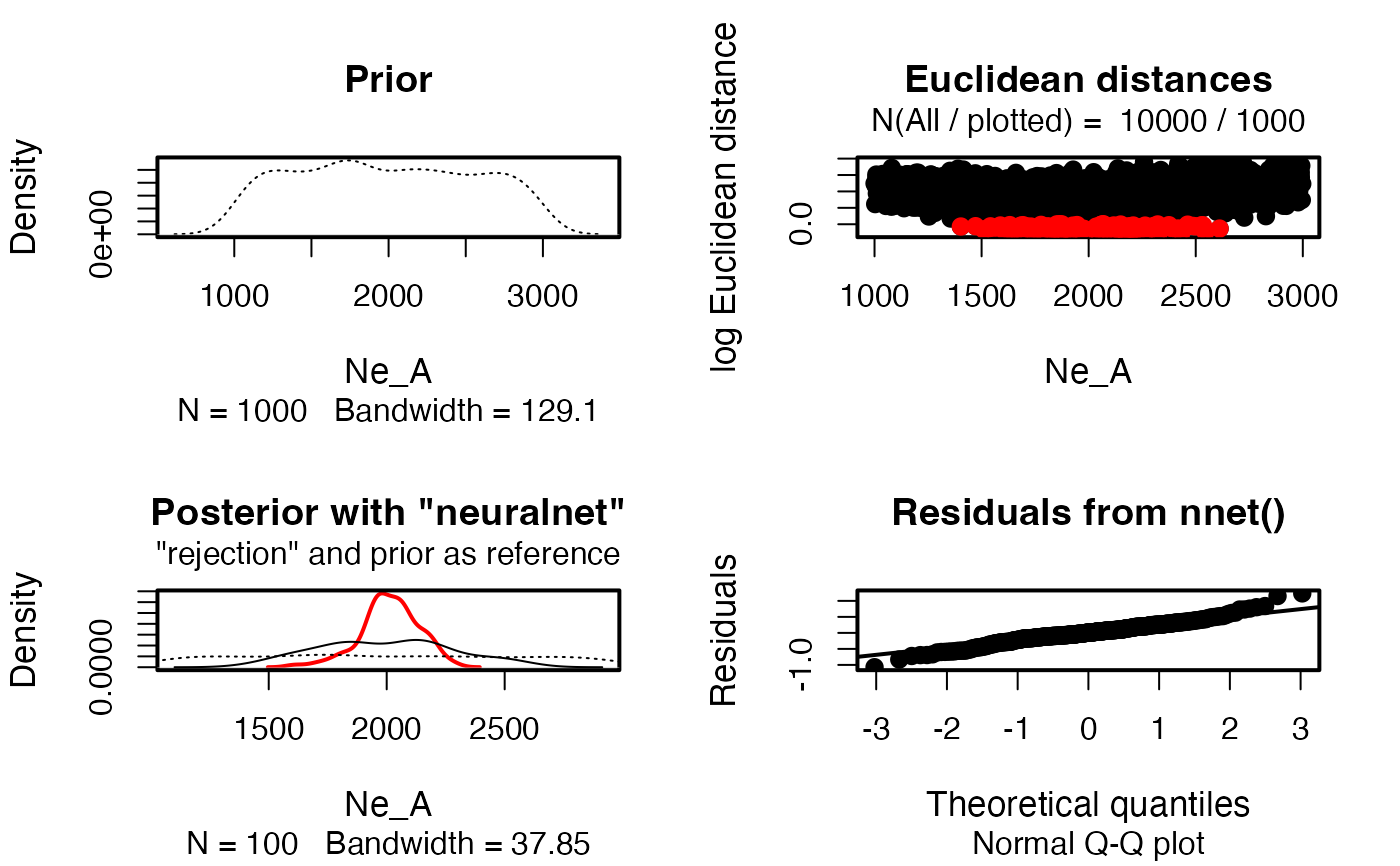 Prior
Density
0e+00
1000 2000 3000
Ne_A
N = 1000 Bandwidth = 129.1
Euclidean distances
N(All / plotted) = 10000 / 1000
log Euclidean distance
0.0
1000 1500 2000 2500 3000
Ne_A
Posterior with "neuralnet"
"rejection" and prior as reference
Density
0.0000
1500 2000 2500
Ne_A
N = 100 Bandwidth = 37.85
Residuals from nnet()
Residuals
-1.0
-3 -2 -1 0 1 2 3
Theoretical quantiles
Normal Q-Q plot